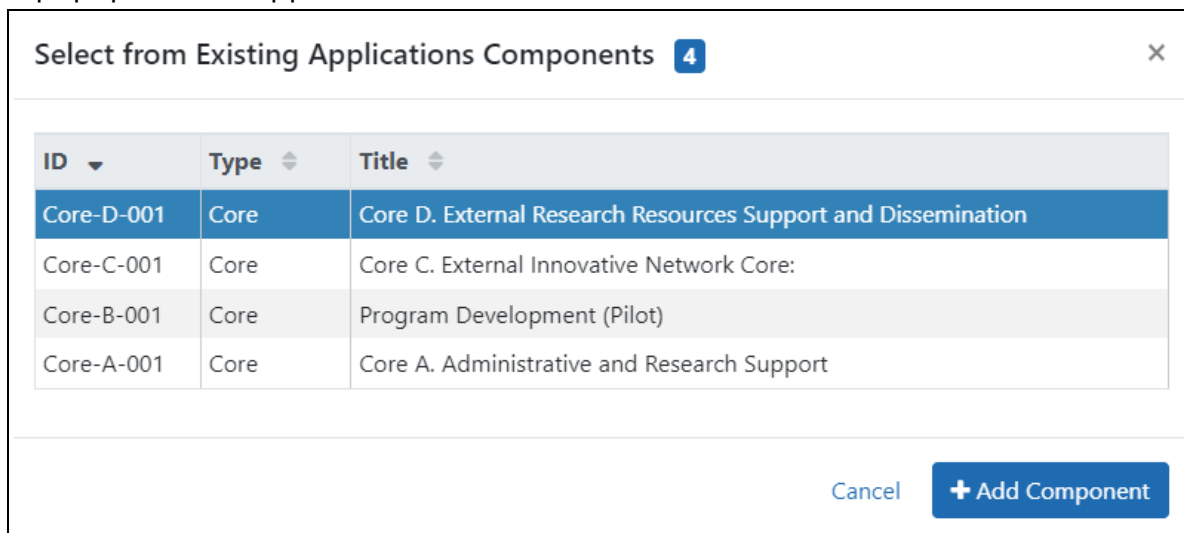 Select from Existing Applications Components 4 ×
ID Type Title
Core-D-001 Core Core D. External Research Resources Support and Dissemination
Core-C-001 Core Core C. External Innovative Network Core:
Core-B-001 Core Program Development (Pilot)
Core-A-001 Core Core A. Administrative and Research Support
Cancel + Add Component